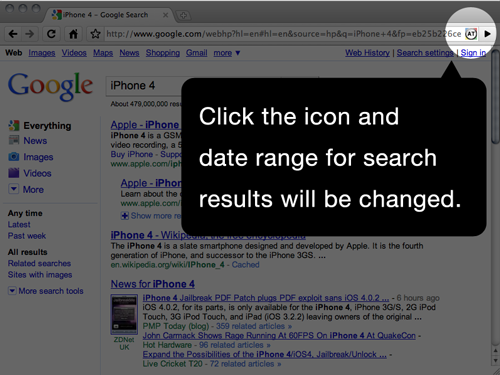 iPhone 4 – Google Search
http://www.google.com/webhp?hl=en#hl=en&source=hp&q=iPhone+4&fp=eb25b226ce
AT
Web Images Videos Maps News Shopping Gmail more ▼
Web History | Search settings | Sign in
Google
iPhone 4
About 479,000,000 resu
Everything
News
Images
Videos
More
Any time
Latest
Past week
All results
Related searches
Sites with images
More search tools
Click the icon and
date range for search
results will be changed.
Apple - iPhone
iPhone 4 is a GSM
video recording, a 5
Buy iPhone - Suppo
www.apple.com/iph
Apple - iPhon
Learn about the
www.apple.com
Show more res
iPhone 4 - Wikipedia, the free encyclopedia
The iPhone 4 is a slate smartphone designed and developed by Apple. It is the fourth
generation of iPhone, and successor to the iPhone 3GS. ...
en.wikipedia.org/wiki/IPhone_4 - Cached
News for iPhone 4
ZDNet
UK
iPhone 4 Jailbreak PDF Patch plugs PDF exploit sans iOS 4.0.2 ... - 6 hours ago
iOS 4.0.2, for its parts, is only available for the iPhone 4, iPhone 3G/S, 2G iPod
Touch, 3G iPod Touch, and iPad (iOS 3.2.2) leaving owners of the original ...
PMP Today (blog) - 359 related articles »
John Carmack Shows Rage Running At 60FPS On iPhone 4 At QuakeCon -
Hot Hardware - 96 related articles »
Expand the Possibilities of the iPhone 4/iOS4, Jailbreak/Unlock ... -
Live Cricket T20 - 72 related articles »